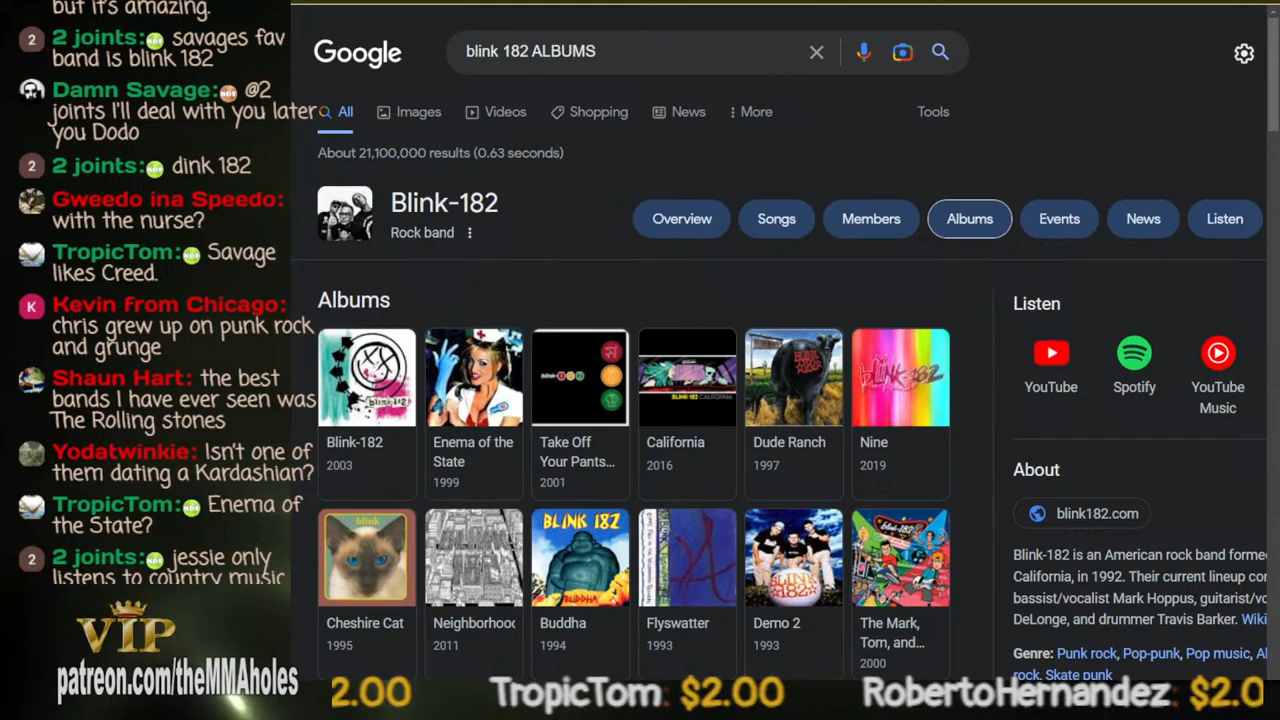 but it's amazing.
2 joints: savages fav
band is blink 182
Damn Savage: @2
joints I'll deal with you later
you Dodo
2 joints: dink 182
Gweedo ina Speedo:
with the nurse?
TropicTom: Savage
likes Creed.
Kevin from Chicago:
chris grew up on punk rock
and grunge
Shaun Hart: the best
bands I have ever seen was
The Rolling stones
Yodatwinkie: Isn't one of
them dating a Kardashian?
TropicTom: Enema of
the State?
2 joints: jessie only
listens to country music
VIP
patreon.com/theMMAholes
Google
blink 182 ALBUMS
All
Images
Videos
Shopping
News
More
Tools
About 21,100,000 results (0.63 seconds)
Blink-182
Rock band
Overview
Songs
Members
Albums
Events
News
Listen
Albums
Blink-182
2003
Enema of the
State
1999
Take Off
Your Pants...
2001
California
2016
Dude Ranch
1997
Nine
2019
Cheshire Cat
1995
Neighborhood
2011
Buddha
1994
Flyswatter
1993
Demo 2
1993
The Mark,
Tom, and...
2000
Listen
YouTube
Spotify
YouTube
Music
About
blink182.com
Blink-182 is an American rock band forme
California, in 1992. Their current lineup co
bassist/vocalist Mark Hoppus, guitarist/v
DeLonge, and drummer Travis Barker. Wiki
Genre: Punk rock, Pop-punk, Pop music, Al
rock, Skate punk
2.00 TropicTom: $2.00 RobertoHernandez: $2.0